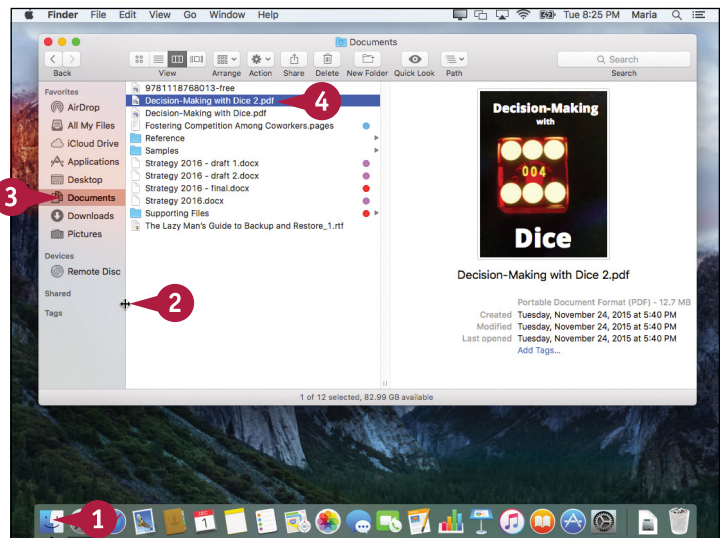 Finder File Edit View Go Window Help Tue 8:25 PM Maria
Documents
Back View Arrange Action Share Delete New Folder Quick Look Path Search
Search
Favorites
AirDrop
All My Files
iCloud Drive
Applications
Desktop
Documents
Downloads
Pictures
Devices
Remote Disc
Shared
Tags
9781118768013-free
Decision-Making with Dice 2.pdf
Decision-Making with Dice.pdf
Fostering Competition Among Coworkers.pages
Reference
Samples
Strategy 2016 - draft 1.docx
Strategy 2016 - draft 2.docx
Strategy 2016 - final.docx
Strategy 2016.docx
Supporting Files
The Lazy Man's Guide to Backup and Restore_1.rtf
Decision-Making
with
004
Dice
Decision-Making with Dice 2.pdf
Portable Document Format (PDF) - 12.7 MB
Created Tuesday, November 24, 2015 at 5:40 PM
Modified Tuesday, November 24, 2015 at 5:40 PM
Last opened Tuesday, November 24, 2015 at 5:40 PM
Add Tags...
1 of 12 selected, 82.99 GB available
4
3
2
1
DEC
1